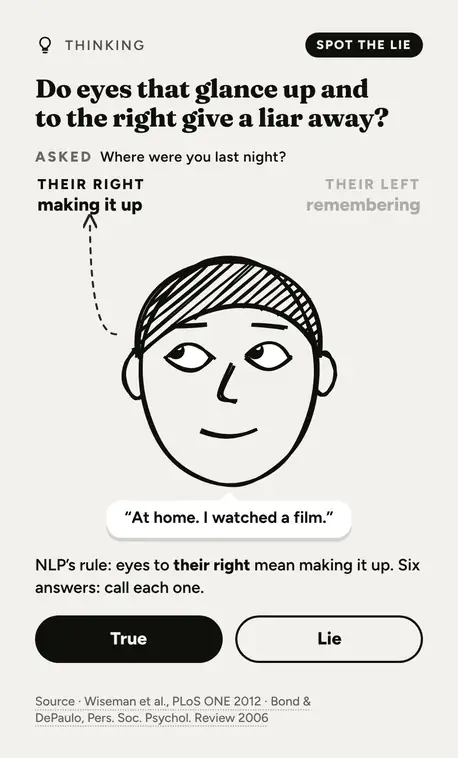 THINKING
SPOT THE LIE
Do eyes that glance up and
to the right give a liar away?
ASKED Where were you last night?
THEIR RIGHT
making it up
THEIR LEFT
remembering
“At home. I watched a film.”
NLP’s rule: eyes to their right mean making it up. Six
answers: call each one.
True
Lie
Source · Wiseman et al., PLoS ONE 2012 · Bond &
DePaulo, Pers. Soc. Psychol. Review 2006